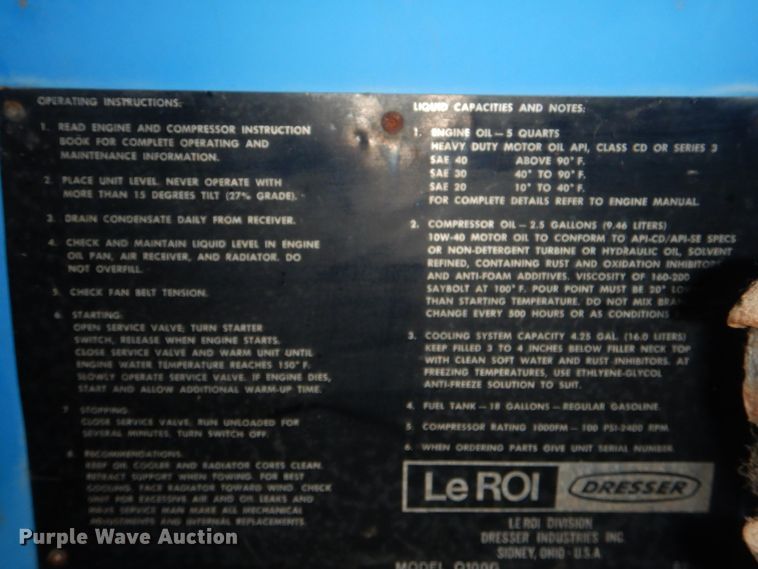 OPERATING INSTRUCTIONS:
1. READ ENGINE AND COMPRESSOR INSTRUCTION
BOOK FOR COMPLETE OPERATING AND
MAINTENANCE INFORMATION.
2. PLACE UNIT LEVEL. NEVER OPERATE WITH
MORE THAN 15 DEGREES TILT (27% GRADE).
3. DRAIN CONDENSATE DAILY FROM RECEIVER.
4. CHECK AND MAINTAIN LIQUID LEVEL IN ENGINE
OIL PAN, AIR RECEIVER, AND RADIATOR. DO
NOT OVERFILL.
5. CHECK FAN BELT TENSION.
6. STARTING:
OPEN SERVICE VALVE; TURN STARTER
SWITCH, RELEASE WHEN ENGINE STARTS.
CLOSE SERVICE VALVE AND WARM UNIT UNTIL
ENGINE WATER TEMPERATURE REACHES 150° F.
SLOWLY OPERATE SERVICE VALVE. IF ENGINE DIES,
START AND ALLOW ADDITIONAL WARM-UP TIME.
7. STOPPING:
CLOSE SERVICE VALVE; RUN UNLOADED FOR
SEVERAL MINUTES. TURN SWITCH OFF.
8. RECOMMENDATIONS:
KEEP OIL COOLER AND RADIATOR CORES CLEAN.
RETRACT SUPPORT WHEN TOWING. FOR BEST
COOLING, FACE RADIATOR TOWARD WIND. CHECK
UNIT FOR EXCESSIVE AIR AND OIL LEAKS AND
HAVE SERVICE MAN MAKE ALL MECHANICAL
ADJUSTMENTS AND INTERNAL REPLACEMENTS.
LIQUID CAPACITIES AND NOTES:
1. ENGINE OIL — 5 QUARTS
HEAVY DUTY MOTOR OIL API, CLASS CD OR SERIES 3
SAE 40 ABOVE 90° F.
SAE 30 40° TO 90° F.
SAE 20 10° TO 40° F.
FOR COMPLETE DETAILS REFER TO ENGINE MANUAL.
2. COMPRESSOR OIL — 2.5 GALLONS (9.46 LITERS)
10W-40 MOTOR OIL TO CONFORM TO API-CD/API-SE SPECS
OR NON-DETERGENT TURBINE OR HYDRAULIC OIL, SOLVENT
REFINED, CONTAINING RUST AND OXIDATION INHIBITOR
AND ANTI-FOAM ADDITIVES. VISCOSITY OF 160-200
SAYBOLT AT 100° F. POUR POINT MUST BE 20° LO
THAN STARTING TEMPERATURE. DO NOT MIX BRAN
CHANGE EVERY 500 HOURS OR AS CONDITIONS
3. COOLING SYSTEM CAPACITY 4.25 GAL. (16.0 LITERS)
KEEP FILLED 3 TO 4 INCHES BELOW FILLER NECK TOP
WITH CLEAN SOFT WATER AND RUST INHIBITORS. AT
FREEZING TEMPERATURES, USE ETHLYENE-GLYCOL
ANTI-FREEZE SOLUTION TO SUIT.
4. FUEL TANK — 18 GALLONS — REGULAR GASOLINE.
5. COMPRESSOR RATING 100CFM — 100 PSI-2400 RPM.
6. WHEN ORDERING PARTS GIVE UNIT SERIAL NUMBER.
Le ROI DRESSER
LE ROI DIVISION
DRESSER INDUSTRIES INC.
SIDNEY, OHIO - U.S.A.
MODEL Q100G
Purple Wave Auction